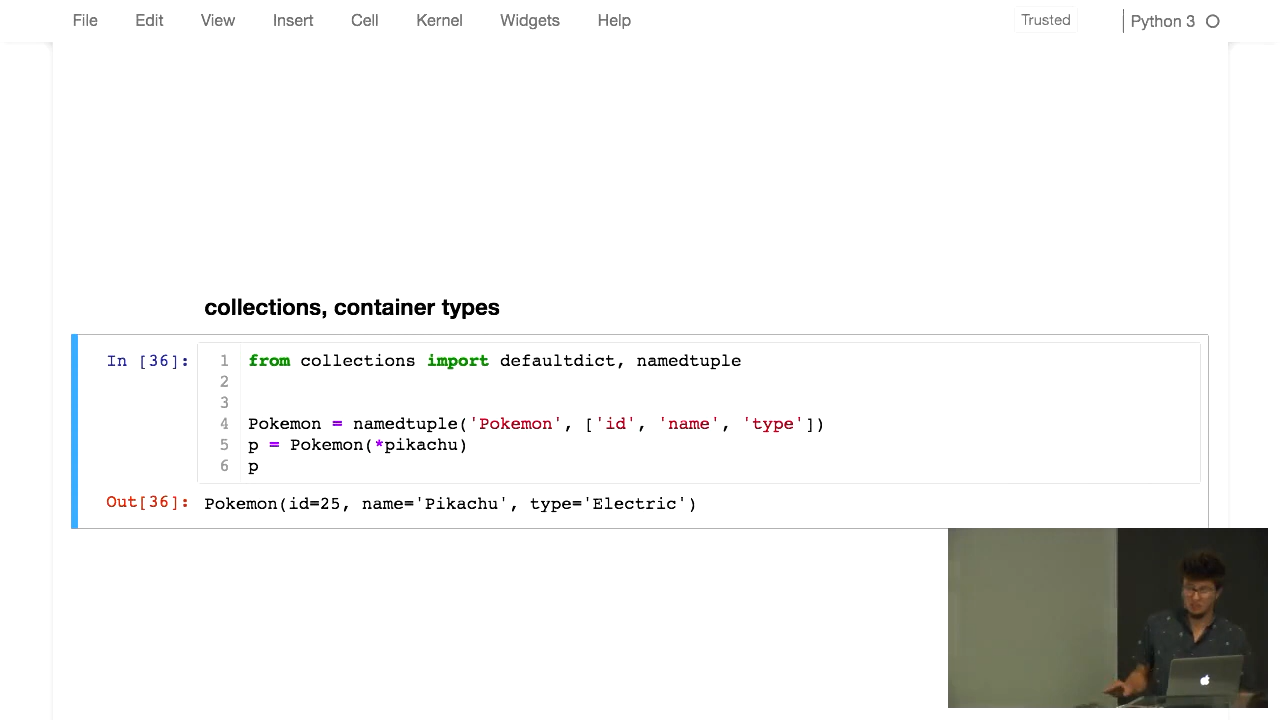 File Edit View Insert Cell Kernel Widgets Help Trusted Python 3
collections, container types
In [36]:
1 from collections import defaultdict, namedtuple
2
3
4 Pokemon = namedtuple('Pokemon', ['id', 'name', 'type'])
5 p = Pokemon(*pikachu)
6 p
Out[36]: Pokemon(id=25, name='Pikachu', type='Electric')